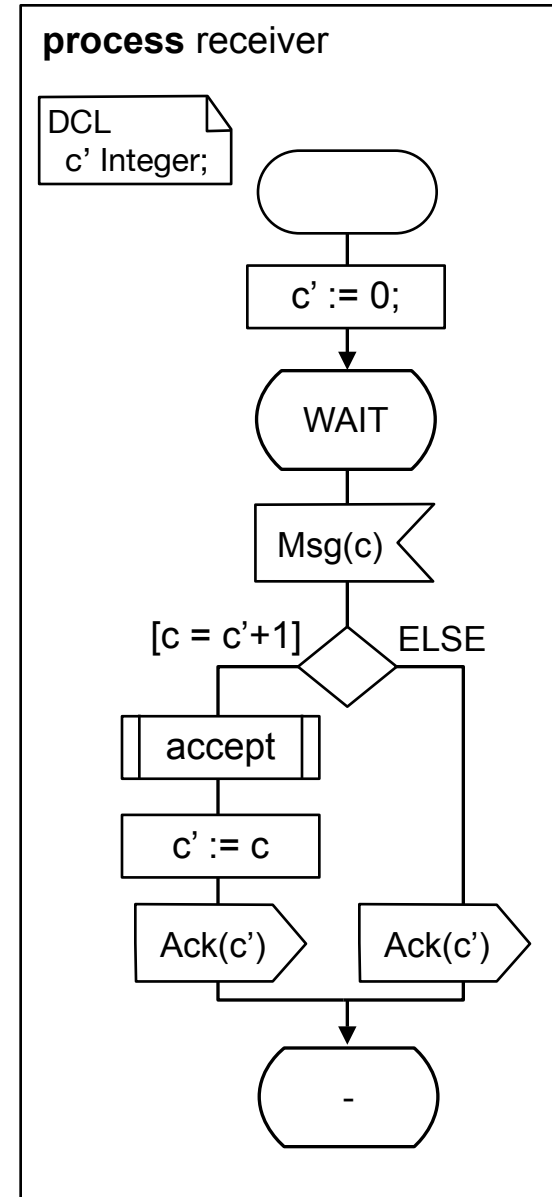 process receiver
DCL
c’ Integer;
c’ := 0;
WAIT
Msg(c)
[c = c’+1]
ELSE
accept
c’ := c
Ack(c’)
Ack(c’)
-